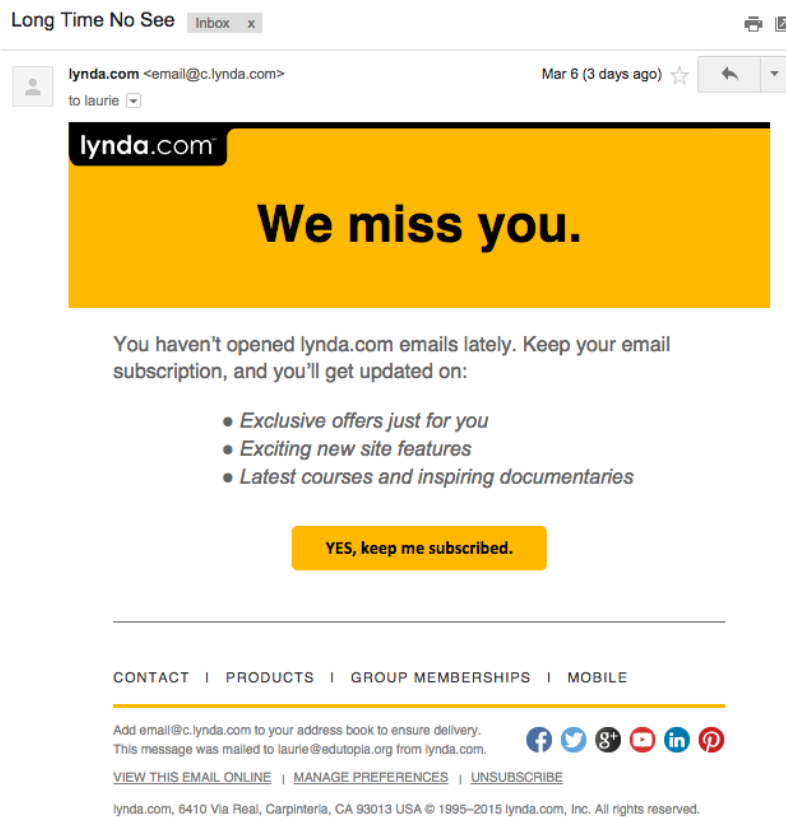 Long Time No See Inbox x
lynda.com <email@c.lynda.com> Mar 6 (3 days ago)
to laurie
lynda.com™
We miss you.
You haven't opened lynda.com emails lately. Keep your email
subscription, and you'll get updated on:
● Exclusive offers just for you
● Exciting new site features
● Latest courses and inspiring documentaries
YES, keep me subscribed.
CONTACT | PRODUCTS | GROUP MEMBERSHIPS | MOBILE
Add email@c.lynda.com to your address book to ensure delivery.
This message was mailed to laurie@edutopia.org from lynda.com.
VIEW THIS EMAIL ONLINE | MANAGE PREFERENCES | UNSUBSCRIBE
lynda.com, 6410 Via Real, Carpinteria, CA 93013 USA © 1995–2015 lynda.com, Inc. All rights reserved.